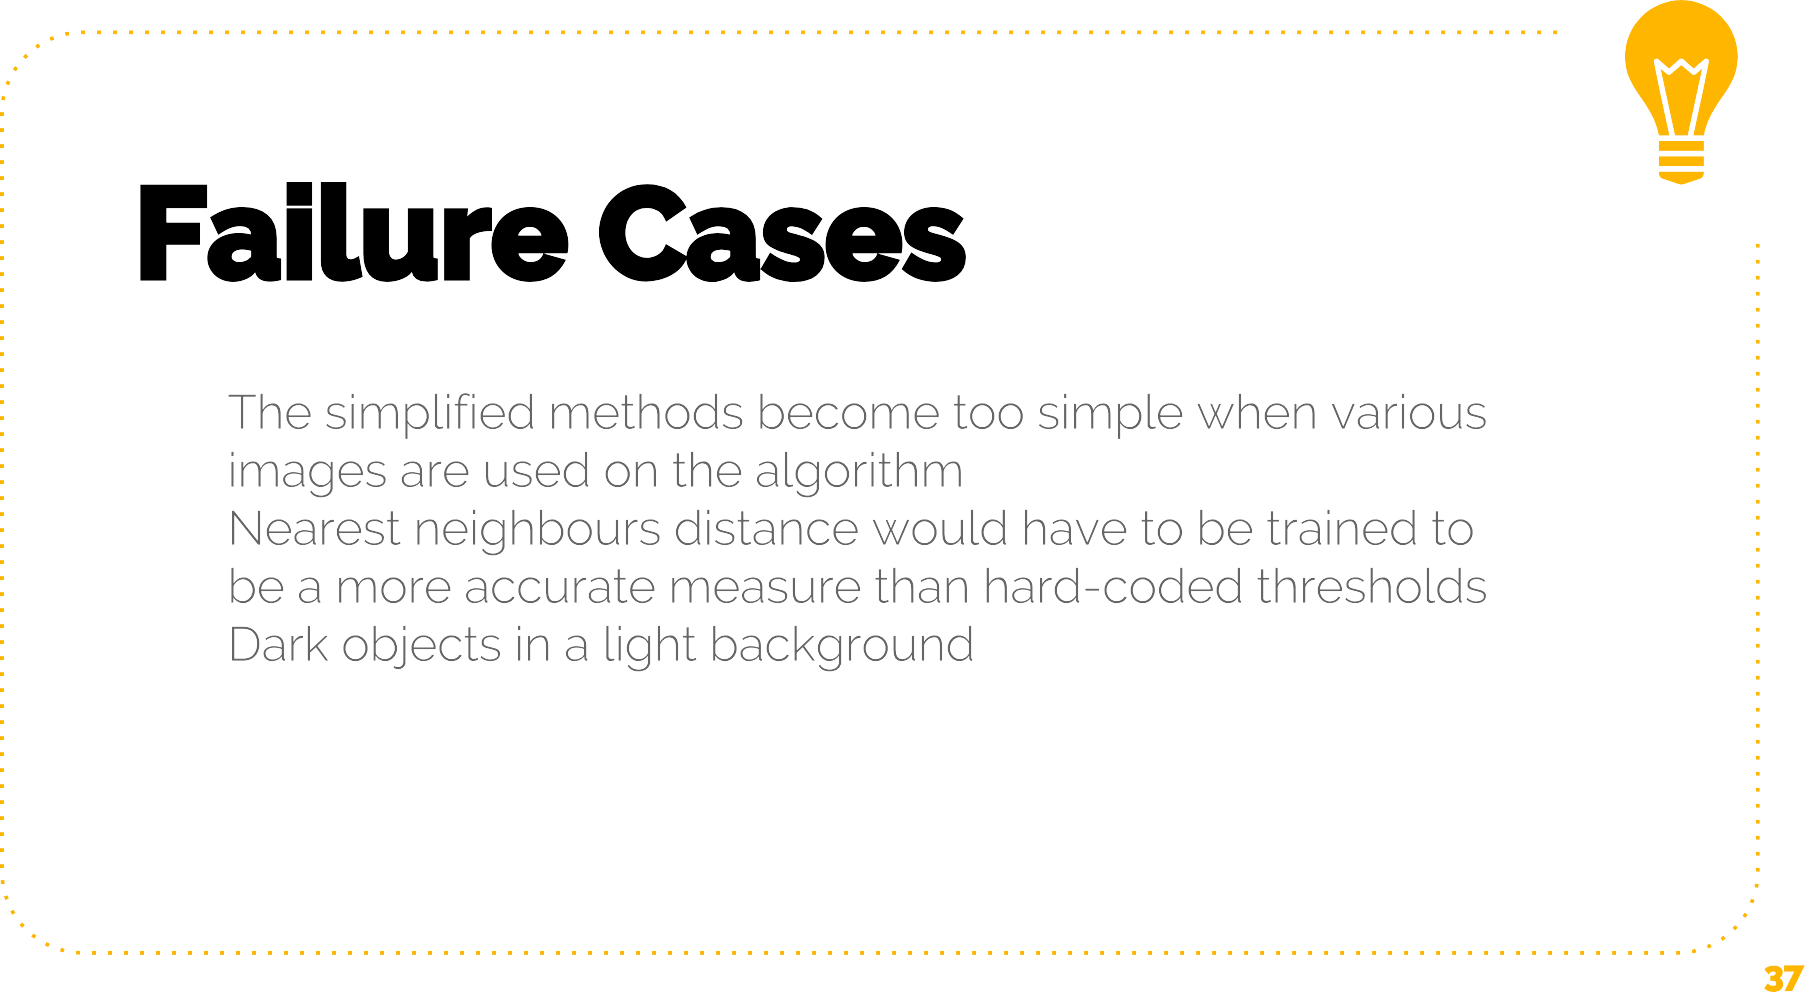 Failure Cases
The simplified methods become too simple when various
images are used on the algorithm
Nearest neighbours distance would have to be trained to
be a more accurate measure than hard-coded thresholds
Dark objects in a light background
37